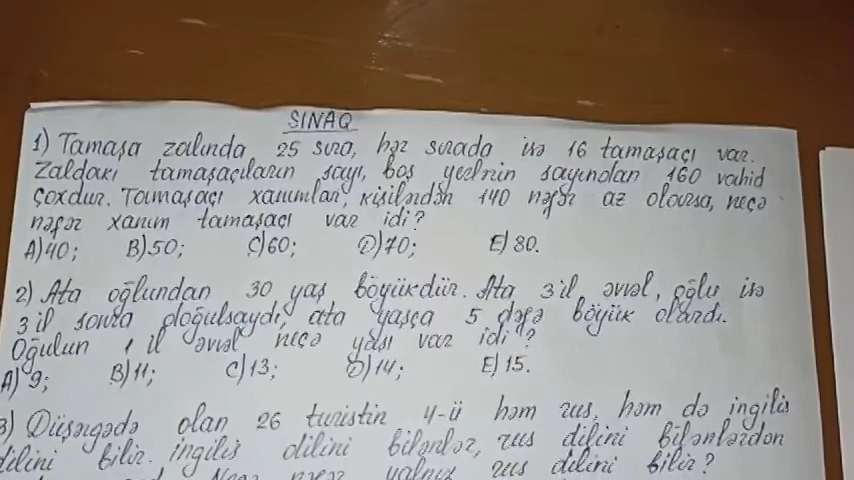 SINAQ
1) Tamaşa zalında 25 sıra, hər sırada isə 16 tamaşaçı var.
Zaldakı tamaşaçıların sayı, boş yerlərin sayından 160 vahid
çoxdur. Tamaşaçı xanımlar, kişilərdən 140 nəfər az olarsa, neçə
nəfər xanım tamaşaçı var idi?
A) 40; B) 50; C) 60; D) 70; E) 80.
2) Ata oğlundan 30 yaş böyükdür. Ata 3 il əvvəl, oğlu isə
3 il sonra doğulsaydı, ata yaşca 5 dəfə böyük olardı.
Oğulun 1 il əvvəl neçə yaşı var idi?
A) 9; B) 11; C) 13; D) 14; E) 15.
3) Düşərgədə olan 26 turistin 4-ü həm rus, həm də ingilis
dilini bilir. ingilis dilini bilənlər, rus dilini bilənlərdən
Neçə nəfər yalnız rus dilini bilir?